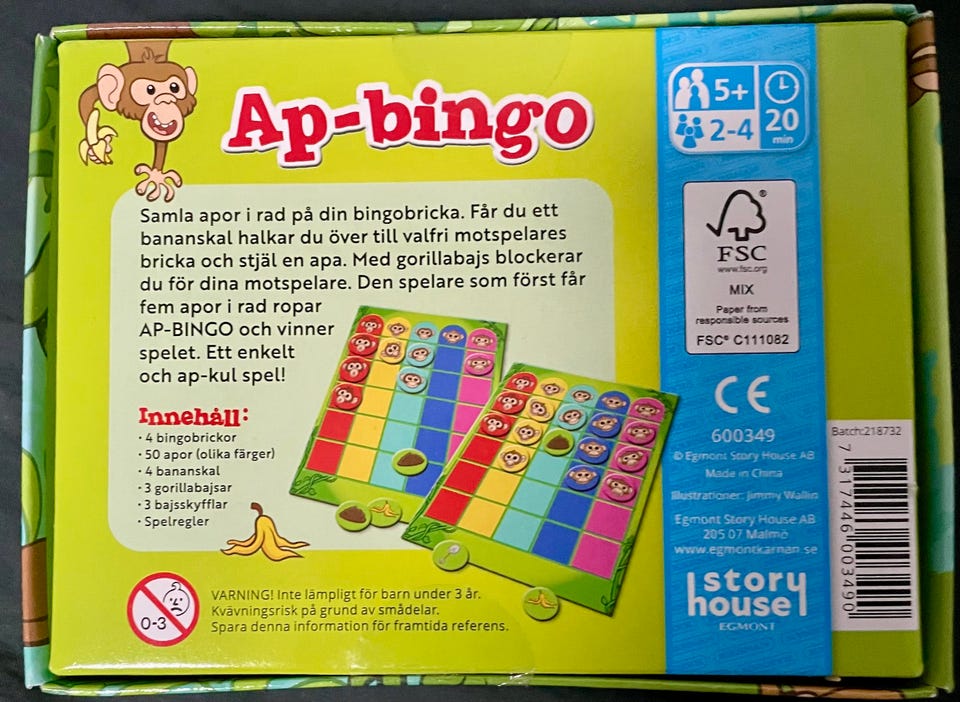 Ap-bingo
Samla apor i rad på din bingobricka. Får du ett
bananskal halkar du över till valfri motspelares
bricka och stjäl en apa. Med gorillabajs blockerar
du för dina motspelare. Den spelare som först får
fem apor i rad ropar
AP-BINGO och vinner
spelet. Ett enkelt
och ap-kul spel!
Innehåll:
• 4 bingobrickor
• 50 apor (olika färger)
• 4 bananskal
• 3 gorillabajsar
• 3 bajsskyfflar
• Spelregler
0-3
VARNING! Inte lämpligt för barn under 3 år.
Kvävningsrisk på grund av smådelar.
Spara denna information för framtida referens.
5+
2-4
20
min
FSC®
www.fsc.org
MIX
Paper from
responsible sources
FSC® C111082
CE
600349
© Egmont Story House AB
Made in China
Illustrationer: Jimmy Wallin
Egmont Story House AB
205 07 Malmö
www.egmontkarnan.se
story
house
EGMONT
Batch:218732
7317446003490